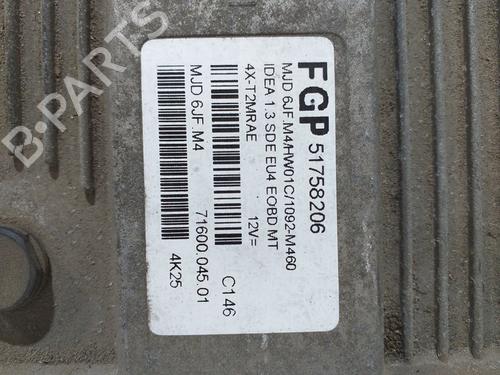 FGP 51758206
MJD 6JF.M4/HW01C/1092-M460
IDEA 1.3 SDE EU4 EOBD MT
4X-T2MRAE 12V=
C146
MJD 6JF.M4 71600.045.01
4K25
B-PARTS